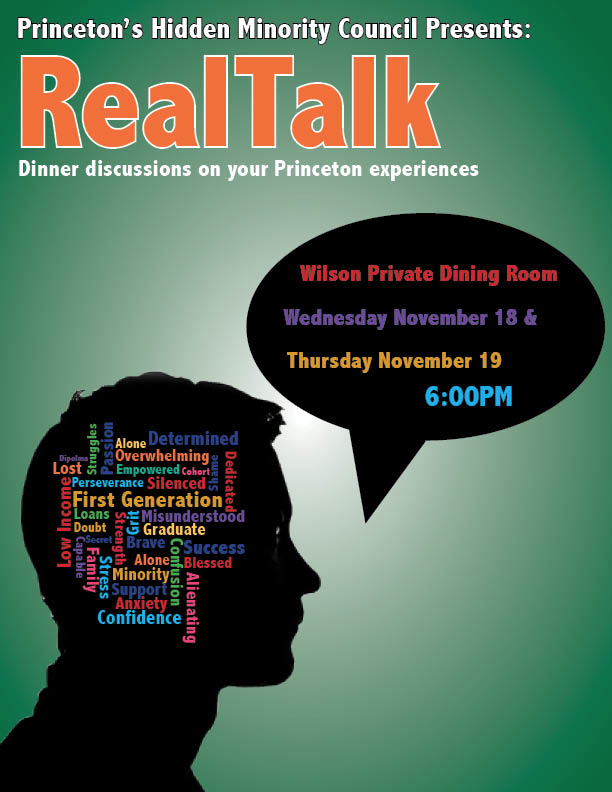 Princeton's Hidden Minority Council Presents:
RealTalk
Dinner discussions on your Princeton experiences
Wilson Private Dining Room
Wednesday November 18 &
Thursday November 19
6:00PM
Struggles
Passion
Alone
Determined
Dipolma
Overwhelming
Lost
Empowered
Cohort
Shame
Dedicated
Perseverance
Silenced
First Generation
Low Income
Loans
Strength
Grit
Misunderstood
Doubt
Graduate
Capable
Secret
Brave
Confusion
Success
Family
Stress
Alone
Blessed
Minority
Alienating
Support
Anxiety
Confidence